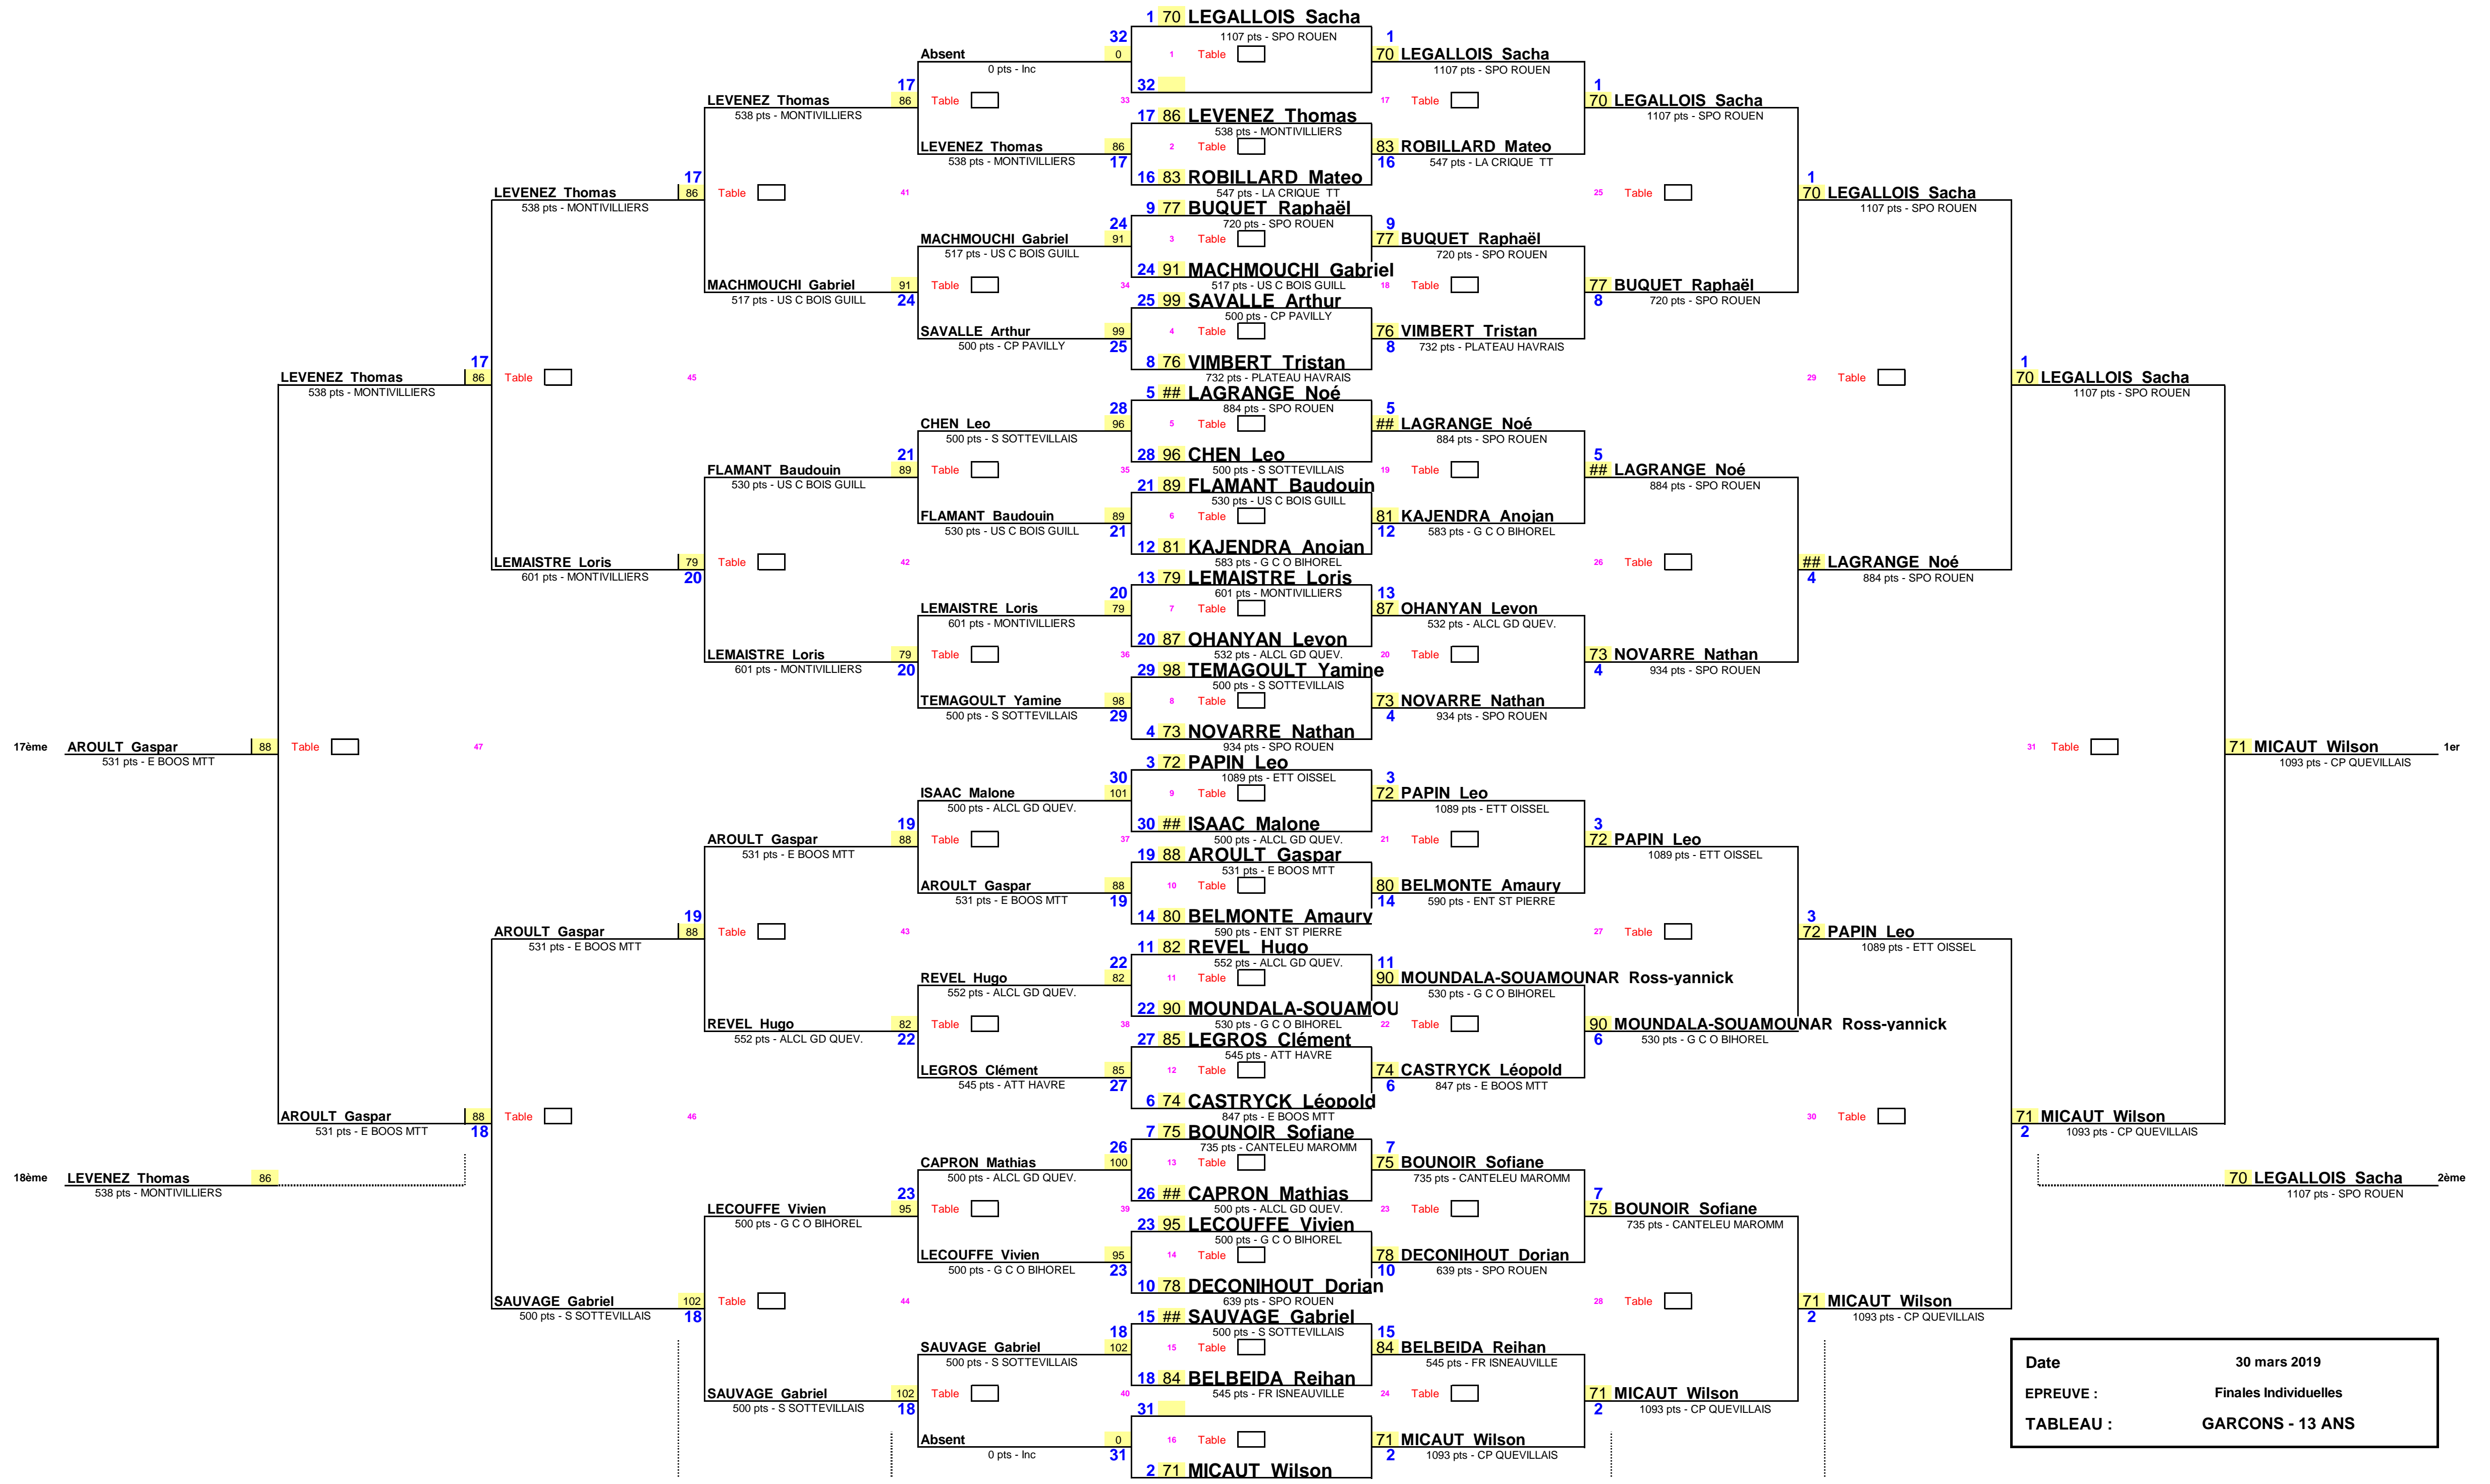 1 70 LEGALLOIS Sacha
32 1107 pts - SPO ROUEN 1
Absent 0 1 Table 70 LEGALLOIS Sacha
0 pts - Inc 1107 pts - SPO ROUEN
17 32 1
LEVENEZ Thomas 86 Table 33 17 Table 70 LEGALLOIS Sacha
538 pts - MONTIVILLIERS 17 86 LEVENEZ Thomas 1107 pts - SPO ROUEN
538 pts - MONTIVILLIERS
LEVENEZ Thomas 86 2 Table 83 ROBILLARD Mateo
538 pts - MONTIVILLIERS 17 16 547 pts - LA CRIQUE TT
17 16 83 ROBILLARD Mateo 1
LEVENEZ Thomas 86 Table 41 547 pts - LA CRIQUE TT 25 Table 70 LEGALLOIS Sacha
538 pts - MONTIVILLIERS 9 77 BUQUET Raphaël 1107 pts - SPO ROUEN
24 720 pts - SPO ROUEN 9
MACHMOUCHI Gabriel 91 3 Table 77 BUQUET Raphaël
517 pts - US C BOIS GUILL 720 pts - SPO ROUEN
24 91 MACHMOUCHI Gabriel
MACHMOUCHI Gabriel 91 Table 34 517 pts - US C BOIS GUILL 18 Table 77 BUQUET Raphaël
517 pts - US C BOIS GUILL 24 25 99 SAVALLE Arthur 8 720 pts - SPO ROUEN
500 pts - CP PAVILLY
SAVALLE Arthur 99 4 Table 76 VIMBERT Tristan
500 pts - CP PAVILLY 25 8 732 pts - PLATEAU HAVRAIS
17 8 76 VIMBERT Tristan 1
LEVENEZ Thomas 86 Table 45 732 pts - PLATEAU HAVRAIS 29 Table 70 LEGALLOIS Sacha
538 pts - MONTIVILLIERS 5 ## LAGRANGE Noé 1107 pts - SPO ROUEN
28 884 pts - SPO ROUEN 5
CHEN Leo 96 5 Table ## LAGRANGE Noé
500 pts - S SOTTEVILLAIS 884 pts - SPO ROUEN
21 28 96 CHEN Leo 5
FLAMANT Baudouin 89 Table 35 500 pts - S SOTTEVILLAIS 19 Table ## LAGRANGE Noé
530 pts - US C BOIS GUILL 21 89 FLAMANT Baudouin 884 pts - SPO ROUEN
530 pts - US C BOIS GUILL
FLAMANT Baudouin 89 6 Table 81 KAJENDRA Anojan
530 pts - US C BOIS GUILL 21 12 583 pts - G C O BIHOREL
12 81 KAJENDRA Anojan
LEMAISTRE Loris 79 Table 42 583 pts - G C O BIHOREL 26 Table ## LAGRANGE Noé
601 pts - MONTIVILLIERS 20 13 79 LEMAISTRE Loris 4 884 pts - SPO ROUEN
20 601 pts - MONTIVILLIERS 13
LEMAISTRE Loris 79 7 Table 87 OHANYAN Levon
601 pts - MONTIVILLIERS 532 pts - ALCL GD QUEV.
20 87 OHANYAN Levon
LEMAISTRE Loris 79 Table 36 532 pts - ALCL GD QUEV. 20 Table 73 NOVARRE Nathan
601 pts - MONTIVILLIERS 20 29 98 TEMAGOULT Yamine 4 934 pts - SPO ROUEN
500 pts - S SOTTEVILLAIS
TEMAGOULT Yamine 98 8 Table 73 NOVARRE Nathan
500 pts - S SOTTEVILLAIS 29 4 934 pts - SPO ROUEN
4 73 NOVARRE Nathan
17ème AROULT Gaspar 88 Table 47 934 pts - SPO ROUEN 31 Table 71 MICAUT Wilson 1er
531 pts - E BOOS MTT 3 72 PAPIN Leo 1093 pts - CP QUEVILLAIS
30 1089 pts - ETT OISSEL 3
ISAAC Malone 101 9 Table 72 PAPIN Leo
500 pts - ALCL GD QUEV. 1089 pts - ETT OISSEL
19 30 ## ISAAC Malone 3
AROULT Gaspar 88 Table 37 500 pts - ALCL GD QUEV. 21 Table 72 PAPIN Leo
531 pts - E BOOS MTT 19 88 AROULT Gaspar 1089 pts - ETT OISSEL
531 pts - E BOOS MTT
AROULT Gaspar 88 10 Table 80 BELMONTE Amaury
531 pts - E BOOS MTT 19 14 590 pts - ENT ST PIERRE
19 14 80 BELMONTE Amaury 3
AROULT Gaspar 88 Table 43 590 pts - ENT ST PIERRE 27 Table 72 PAPIN Leo
531 pts - E BOOS MTT 11 82 REVEL Hugo 1089 pts - ETT OISSEL
22 552 pts - ALCL GD QUEV. 11
REVEL Hugo 82 11 Table 90 MOUNDALA-SOUAMOUNAR Ross-yannick
552 pts - ALCL GD QUEV. 530 pts - G C O BIHOREL
22 90 MOUNDALA-SOUAMOU
REVEL Hugo 82 Table 38 530 pts - G C O BIHOREL 22 Table 90 MOUNDALA-SOUAMOUNAR Ross-yannick
552 pts - ALCL GD QUEV. 22 27 85 LEGROS Clément 6 530 pts - G C O BIHOREL
545 pts - ATT HAVRE
LEGROS Clément 85 12 Table 74 CASTRYCK Léopold
545 pts - ATT HAVRE 27 6 847 pts - E BOOS MTT
6 74 CASTRYCK Léopold
AROULT Gaspar 88 Table 46 847 pts - E BOOS MTT 30 Table 71 MICAUT Wilson
531 pts - E BOOS MTT 18 7 75 BOUNOIR Sofiane 2 1093 pts - CP QUEVILLAIS
26 735 pts - CANTELEU MAROMM 7
CAPRON Mathias 100 13 Table 75 BOUNOIR Sofiane
18ème LEVENEZ Thomas 86 500 pts - ALCL GD QUEV. 735 pts - CANTELEU MAROMM 70 LEGALLOIS Sacha 2ème
538 pts - MONTIVILLIERS 23 26 ## CAPRON Mathias 7 1107 pts - SPO ROUEN
LECOUFFE Vivien 95 Table 39 500 pts - ALCL GD QUEV. 23 Table 75 BOUNOIR Sofiane
500 pts - G C O BIHOREL 23 95 LECOUFFE Vivien 735 pts - CANTELEU MAROMM
500 pts - G C O BIHOREL
LECOUFFE Vivien 95 14 Table 78 DECONIHOUT Dorian
500 pts - G C O BIHOREL 23 10 639 pts - SPO ROUEN
10 78 DECONIHOUT Dorian
SAUVAGE Gabriel 102 Table 44 639 pts - SPO ROUEN 28 Table 71 MICAUT Wilson
500 pts - S SOTTEVILLAIS 18 15 ## SAUVAGE Gabriel 2 1093 pts - CP QUEVILLAIS
18 500 pts - S SOTTEVILLAIS 15
SAUVAGE Gabriel 102 15 Table 84 BELBEIDA Reihan
500 pts - S SOTTEVILLAIS 545 pts - FR ISNEAUVILLE
Date 30 mars 2019
18 84 BELBEIDA Reihan
SAUVAGE Gabriel 102 Table 40 545 pts - FR ISNEAUVILLE 24 Table 71 MICAUT Wilson
EPREUVE : Finales Individuelles
500 pts - S SOTTEVILLAIS 18 31 2 1093 pts - CP QUEVILLAIS
TABLEAU : GARCONS - 13 ANS
Absent 0 16 Table 71 MICAUT Wilson
0 pts - Inc 31 2 1093 pts - CP QUEVILLAIS
2 71 MICAUT Wilson